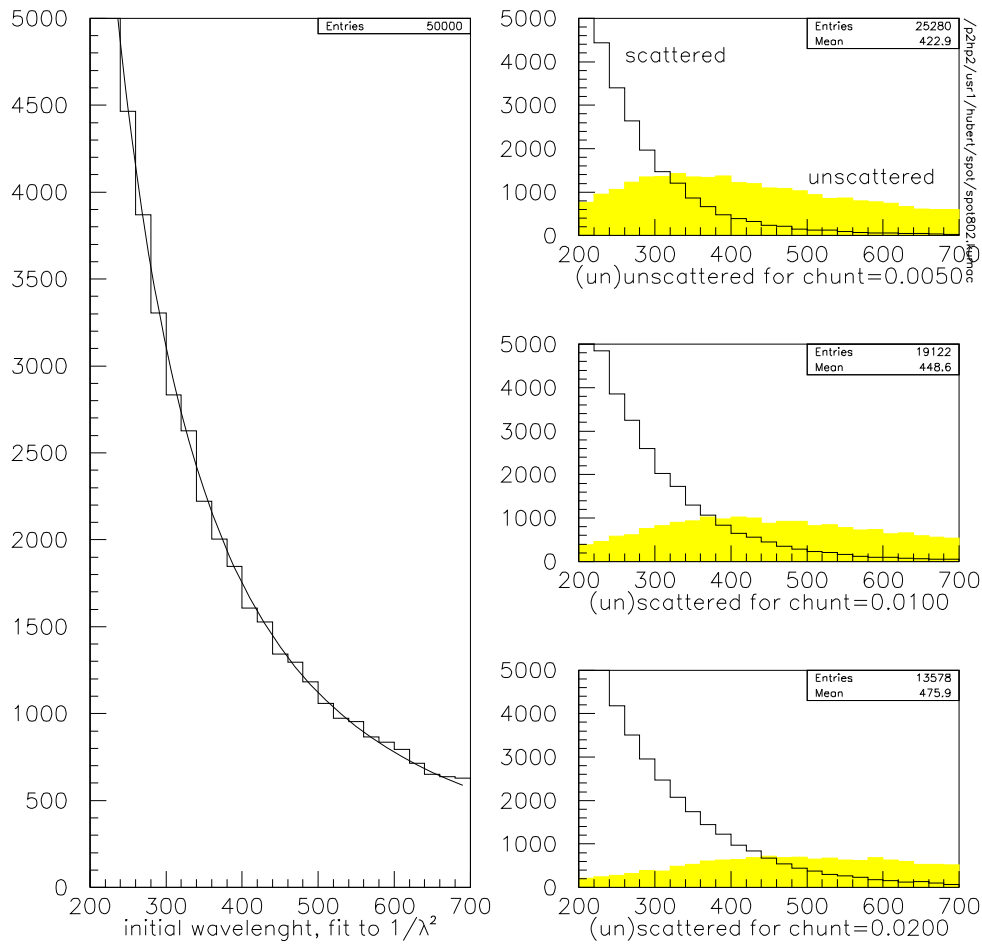 Entries 50000
5000
4500
4000
3500
3000
2500
2000
1500
1000
500
0
200 300 400 500 600 700
initial wavelenght, fit to 1/λ²
Entries 25280
Mean 422.9
scattered
unscattered
5000
4000
3000
2000
1000
0
200 300 400 500 600 700
(un)unscattered for chunt=0.0050
/p2hp2/usr1/hubert/spot/spot802.kumac
Entries 19122
Mean 448.6
5000
4000
3000
2000
1000
0
200 300 400 500 600 700
(un)scattered for chunt=0.0100
Entries 13578
Mean 475.9
5000
4000
3000
2000
1000
0
200 300 400 500 600 700
(un)scattered for chunt=0.0200